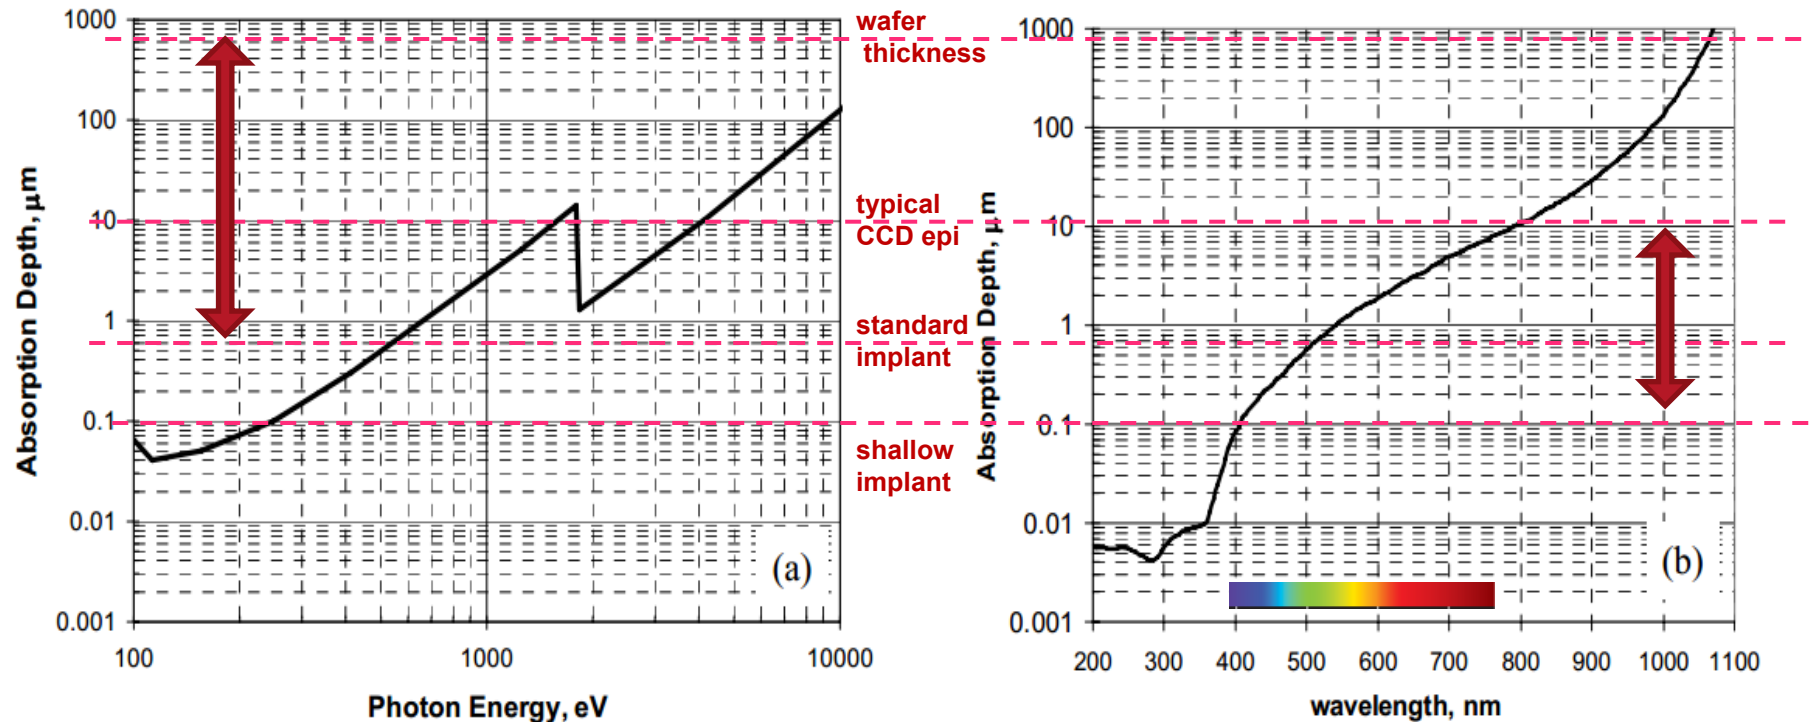 1000
100
10
1
0.1
0.01
0.001
Absorption Depth, µm
100
1000
10000
Photon Energy, eV
(a)
wafer
thickness
typical
CCD epi
standard
implant
shallow
implant
1000
100
10
1
0.1
0.01
0.001
Absorption Depth, µm
200 300 400 500 600 700 800 900 1000 1100
wavelength, nm
(b)